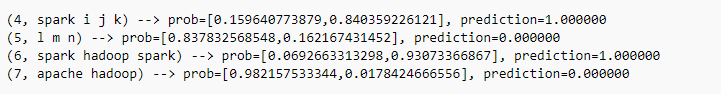 (4, spark i j k) --> prob=[0.159640773879,0.840359226121], prediction=1.000000
(5, l m n) --> prob=[0.837832568548,0.162167431452], prediction=0.000000
(6, spark hadoop spark) --> prob=[0.0692663313298,0.93073366867], prediction=1.000000
(7, apache hadoop) --> prob=[0.982157533344,0.0178424666556], prediction=0.000000